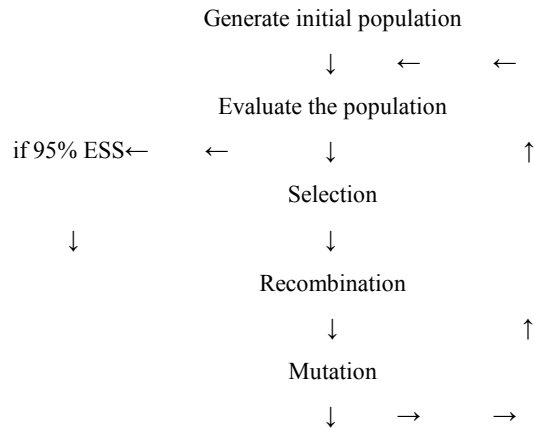 Generate initial population
↓ ← ←
Evaluate the population
if 95% ESS← ← ↓ ↑
Selection
↓ ↓
Recombination
↓ ↑
Mutation
↓ → →